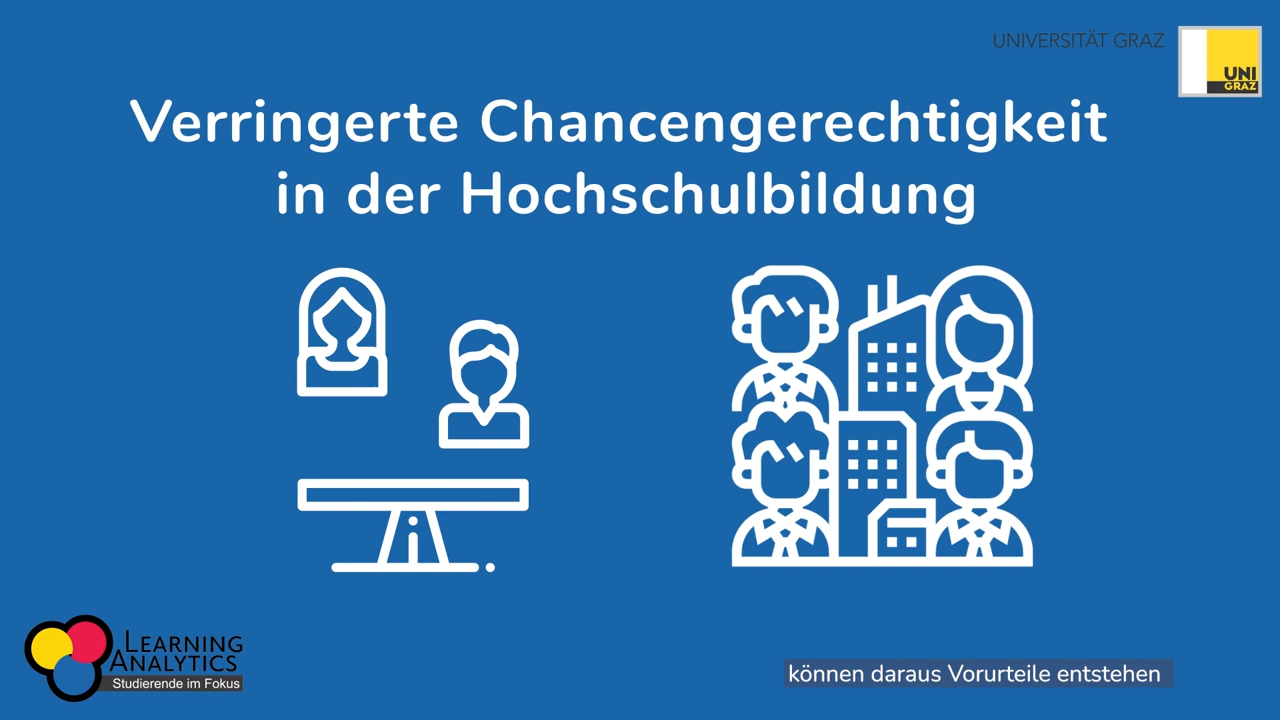 UNIVERSITÄT GRAZ
UNI
GRAZ
Verringerte Chancengerechtigkeit
in der Hochschulbildung
LEARNING
ANALYTICS
Studierende im Fokus
können daraus Vorurteile entstehen